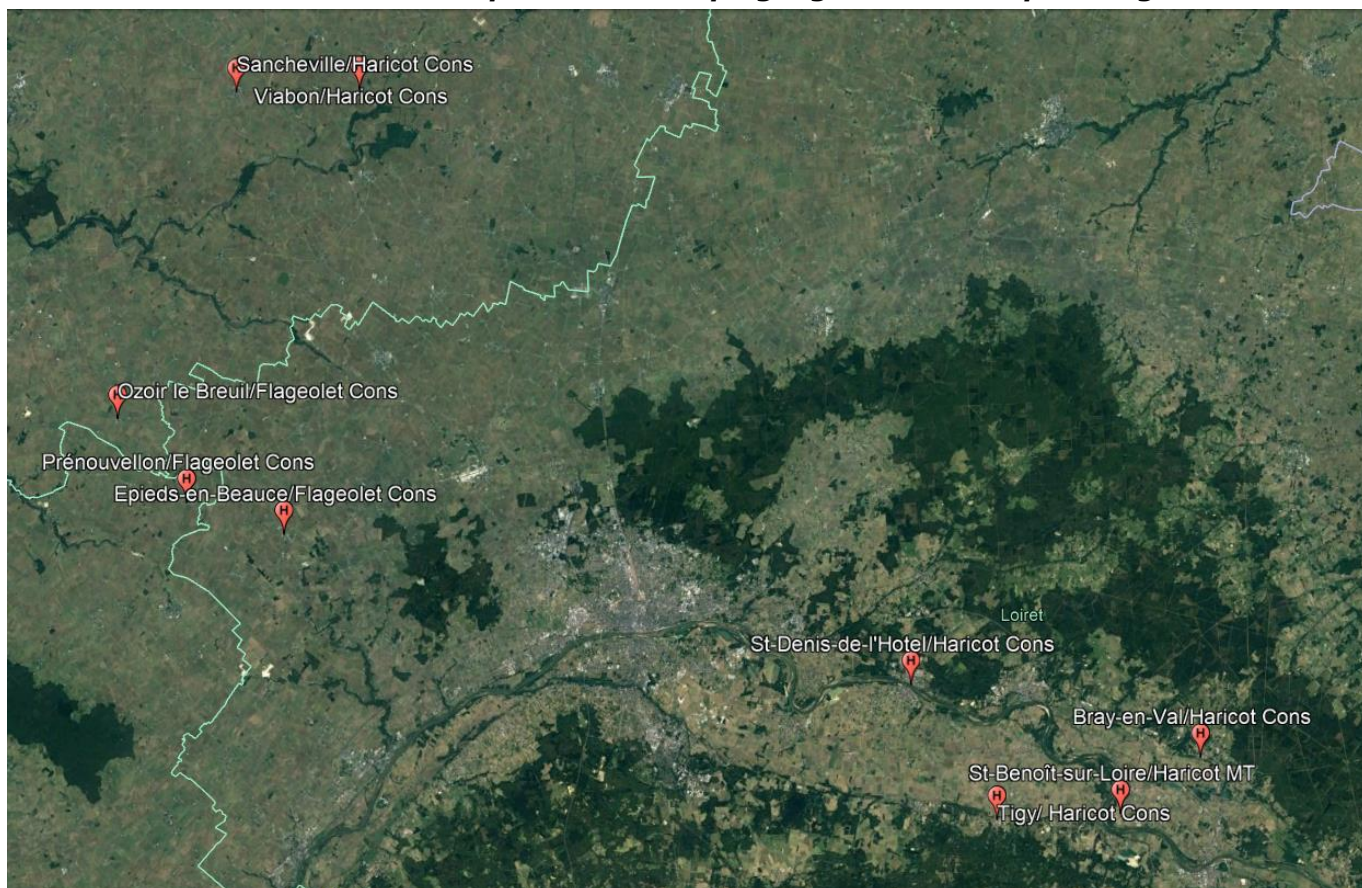 Sancheville/Haricot Cons
Viabon/Haricot Cons
Ozoir le Breuil/Flageolet Cons
Prénouvellon/Flageolet Cons
H
Epieds-en-Beauce/Flageolet Cons
H
Loiret
St-Denis-de-l'Hotel/Haricot Cons
H
Bray-en-Val/Haricot Cons
H
St-Benoît-sur-Loire/Haricot MT
H
H
Tigy/ Haricot Cons